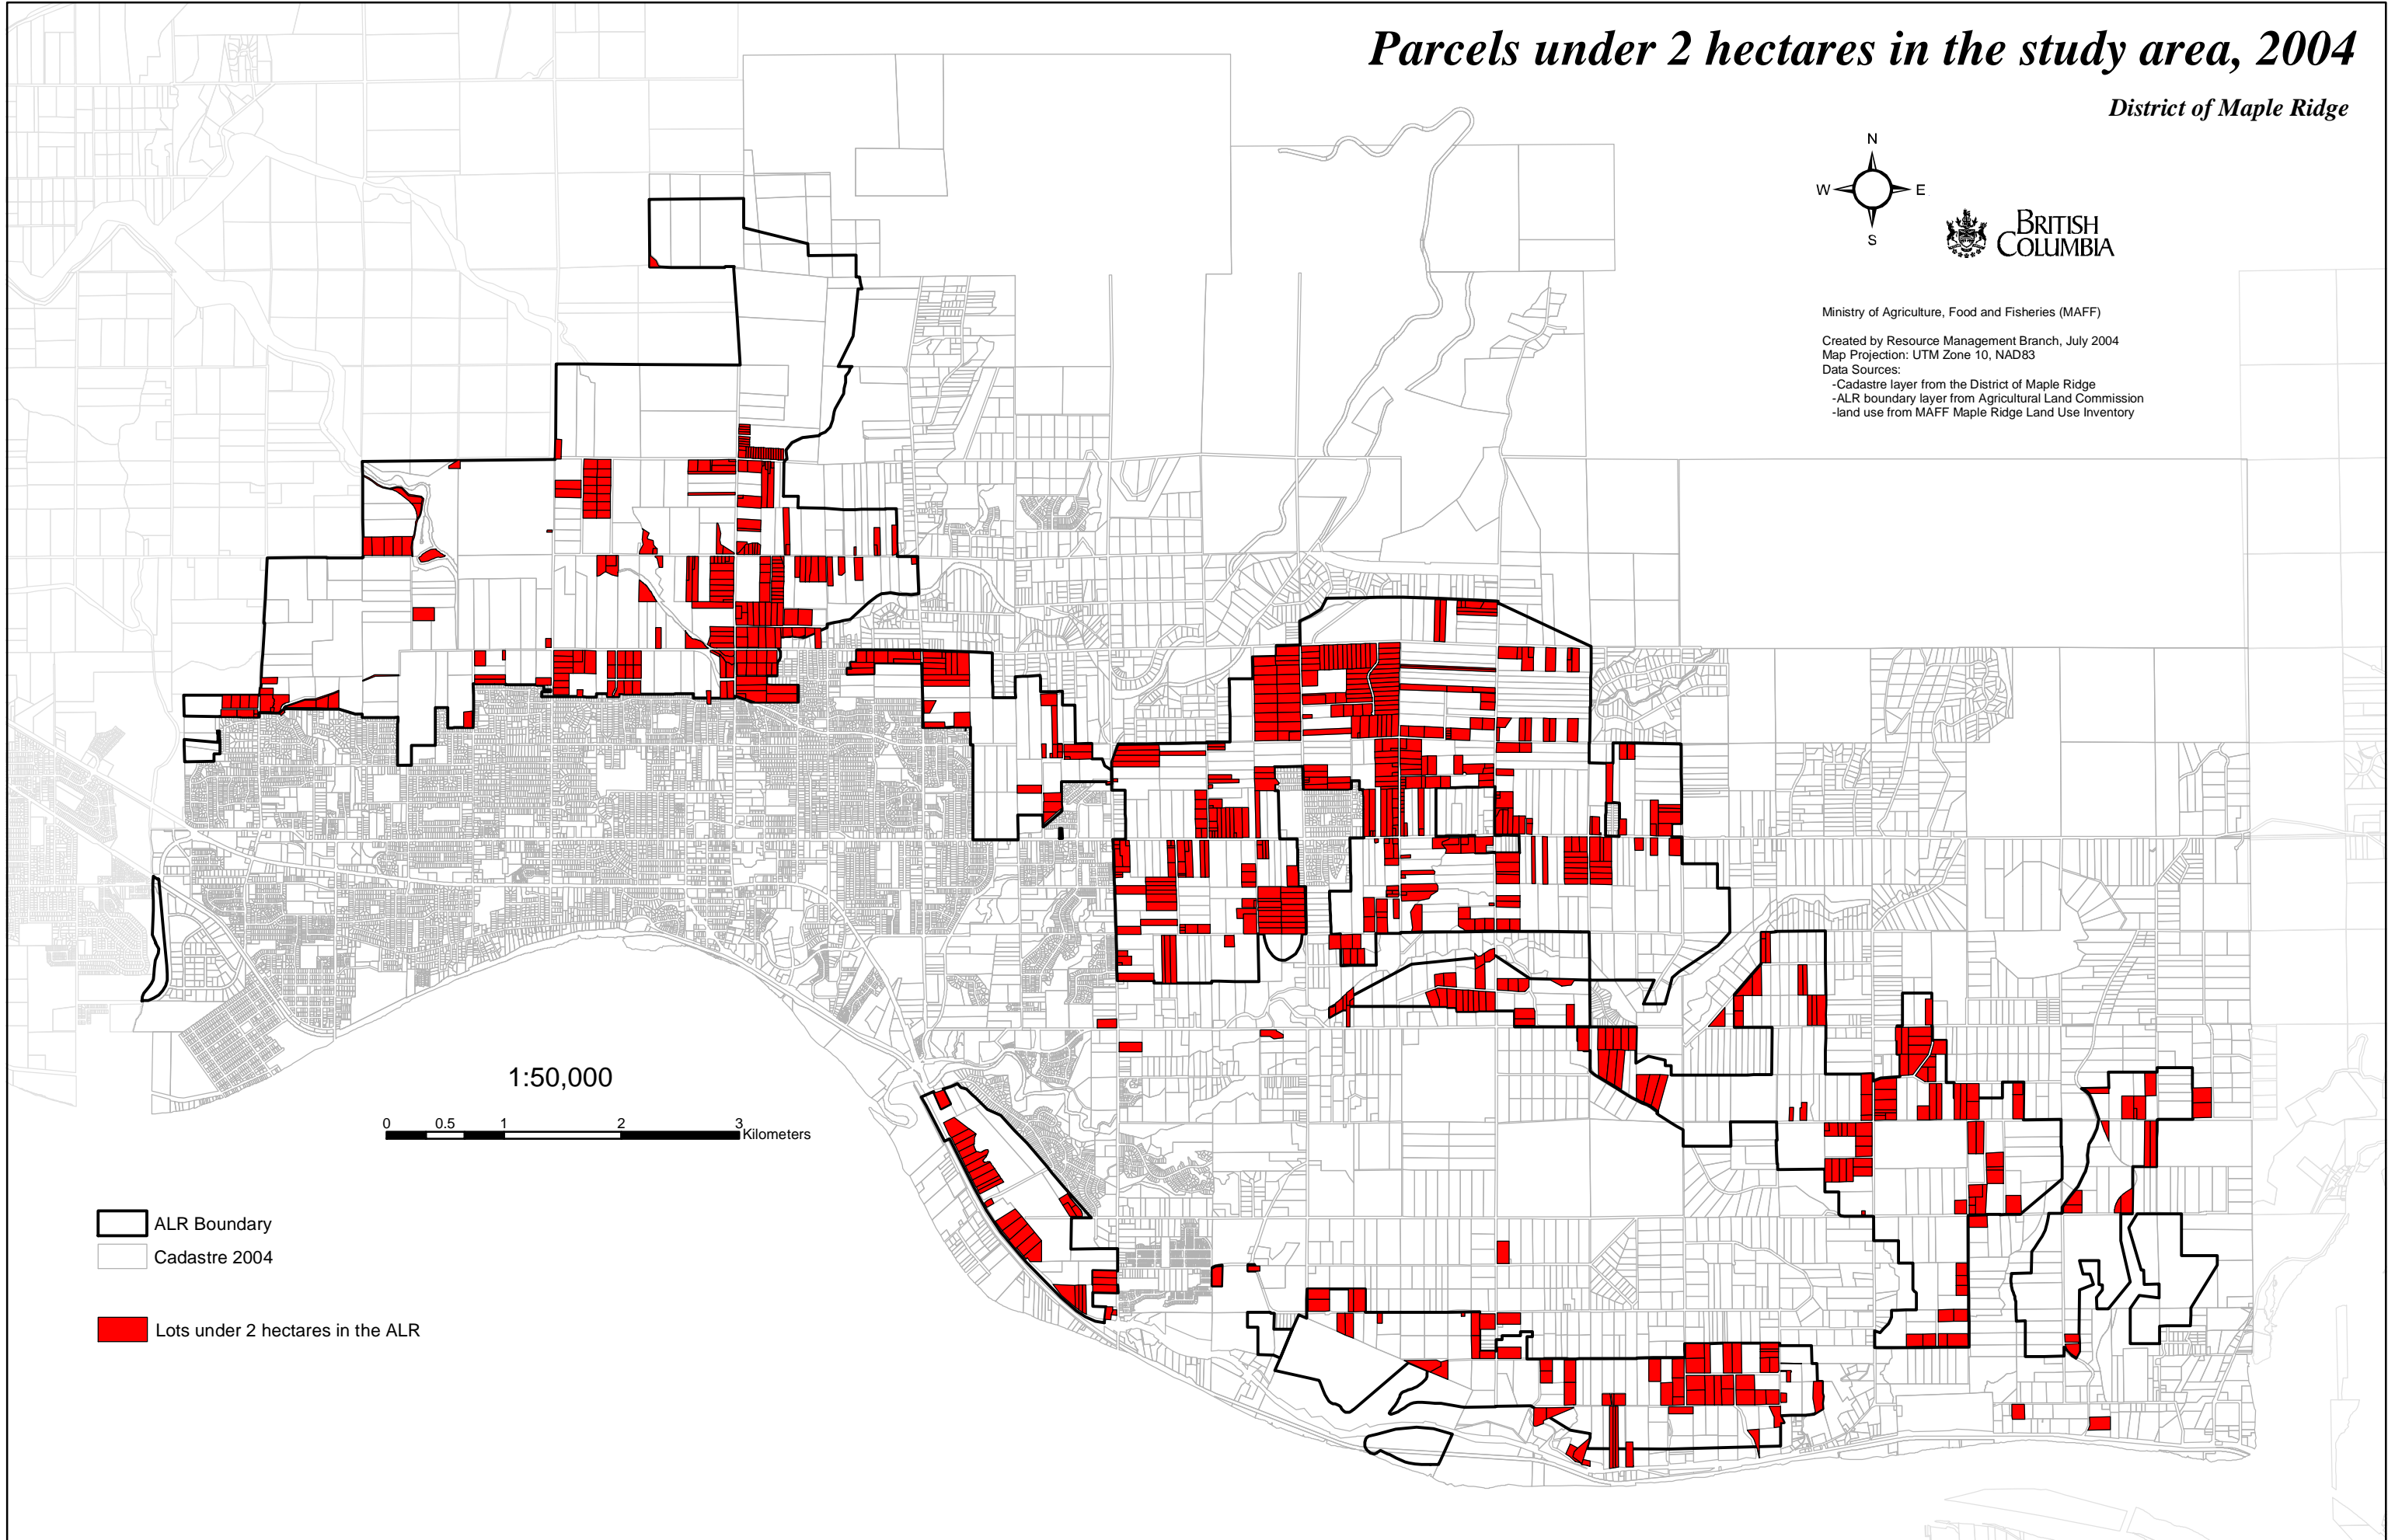 Parcels under 2 hectares in the study area, 2004
District of Maple Ridge
N
W E
S
BRITISH
COLUMBIA
Ministry of Agriculture, Food and Fisheries (MAFF)
Created by Resource Management Branch, July 2004
Map Projection: UTM Zone 10, NAD83
Data Sources:
-Cadastre layer from the District of Maple Ridge
-ALR boundary layer from Agricultural Land Commission
-land use from MAFF Maple Ridge Land Use Inventory
1:50,000
0 0.5 1 2 3
Kilometers
ALR Boundary
Cadastre 2004
Lots under 2 hectares in the ALR